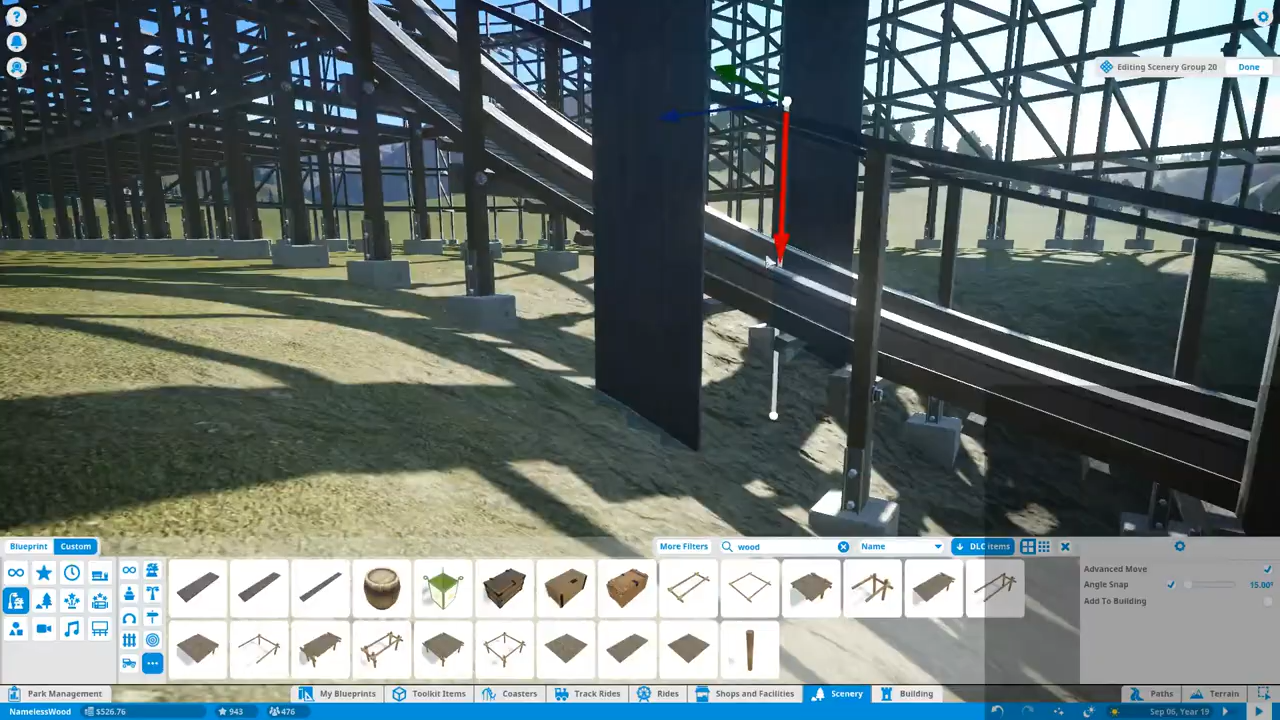 Editing Scenery Group 20
Done
Blueprint
Custom
More Filters
wood
Name
DLC items
Advanced Move
Angle Snap
15.00°
Add To Building
Park Management
My Blueprints
Toolkit Items
Coasters
Track Rides
Rides
Shops and Facilities
Scenery
Building
Paths
Terrain
NamelessWood
$526.76
943
476
Sep 06, Year 19